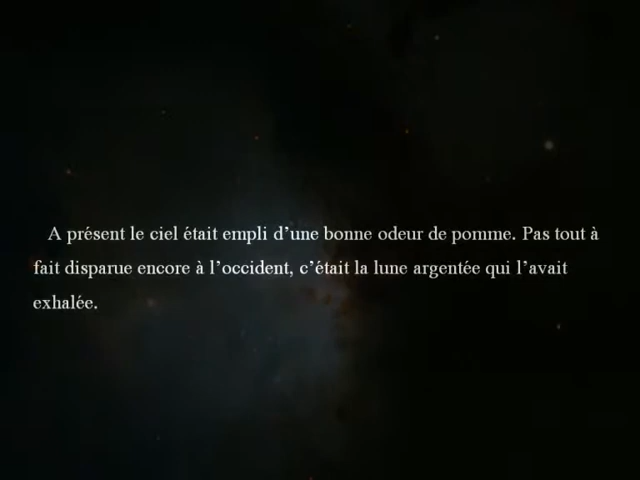 A présent le ciel était empli d’une bonne odeur de pomme. Pas tout à
fait disparue encore à l’occident, c’était la lune argentée qui l’avait
exhalée.